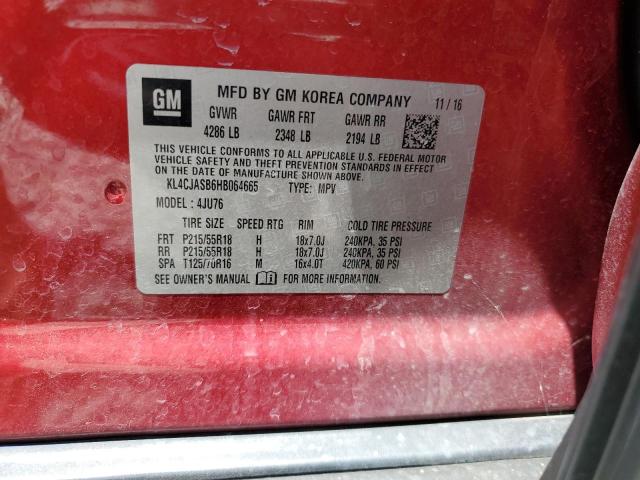 GM MFD BY GM KOREA COMPANY 11 / 16
GVWR GAWR FRT GAWR RR
4286 LB 2348 LB 2194 LB
THIS VEHICLE CONFORMS TO ALL APPLICABLE U.S. FEDERAL MOTOR
VEHICLE SAFETY AND THEFT PREVENTION STANDARDS IN EFFECT
ON THE DATE OF MANUFACTURE SHOWN ABOVE.
KL4CJASB6HB064665 TYPE: MPV
MODEL : 4JU76
TIRE SIZE SPEED RTG RIM COLD TIRE PRESSURE
FRT P215/55R18 H 18x7.0J 240KPA, 35 PSI
RR P215/55R18 H 18x7.0J 240KPA, 35 PSI
SPA T125/70R16 M 16x4.0T 420KPA, 60 PSI
SEE OWNER'S MANUAL FOR MORE INFORMATION